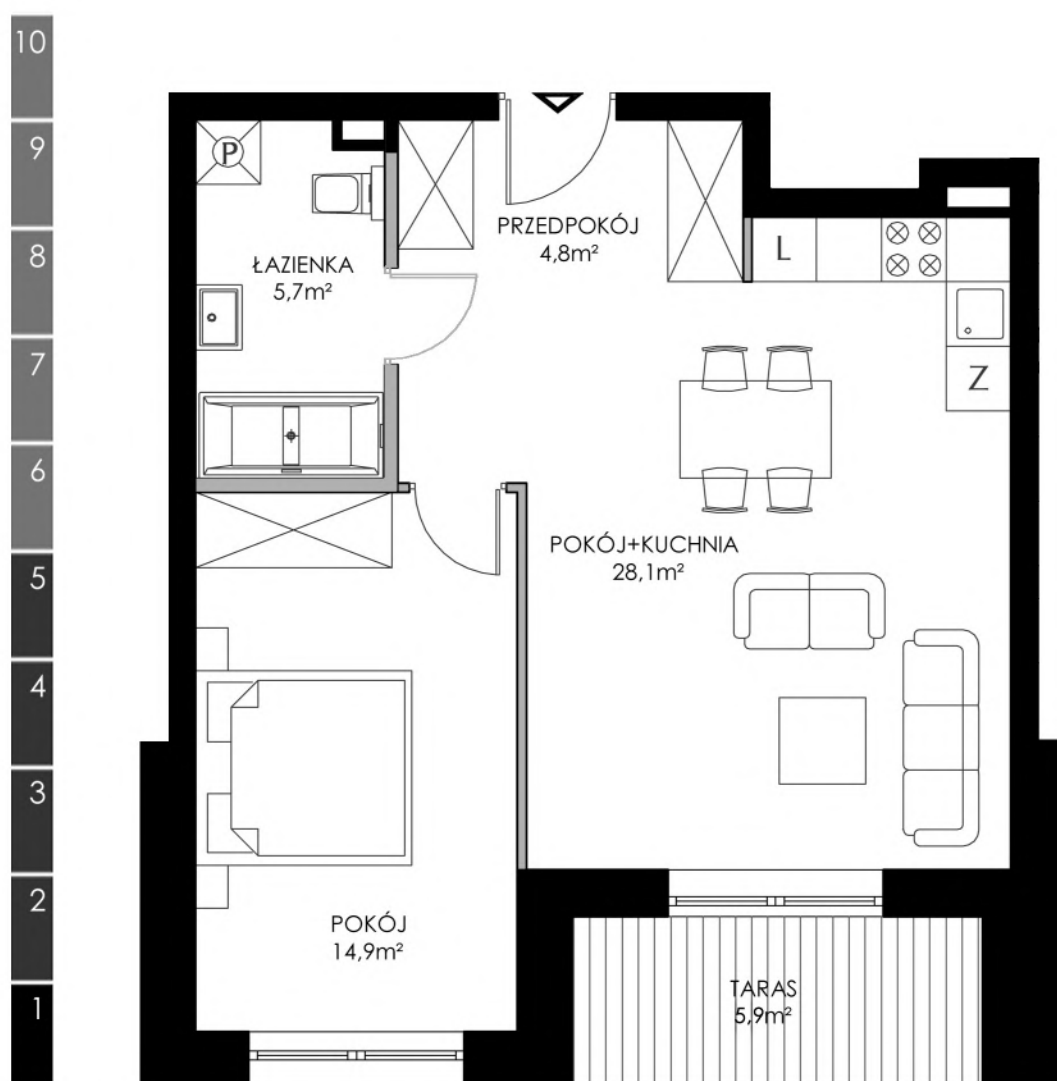 10
9
8
7
6
5
4
3
2
1
P
PRZEDPOKÓJ
4,8m²
L
ŁAZIENKA
5,7m²
Z
POKÓJ+KUCHNIA
28,1m²
POKÓJ
14,9m²
TARAS
5,9m²